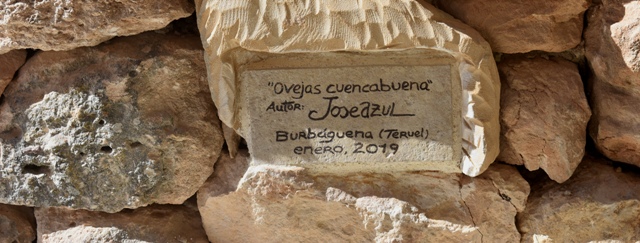 "Ovejas cuencabuena"
Autor: Joseazul
Burbáguena (Teruel)
enero, 2019